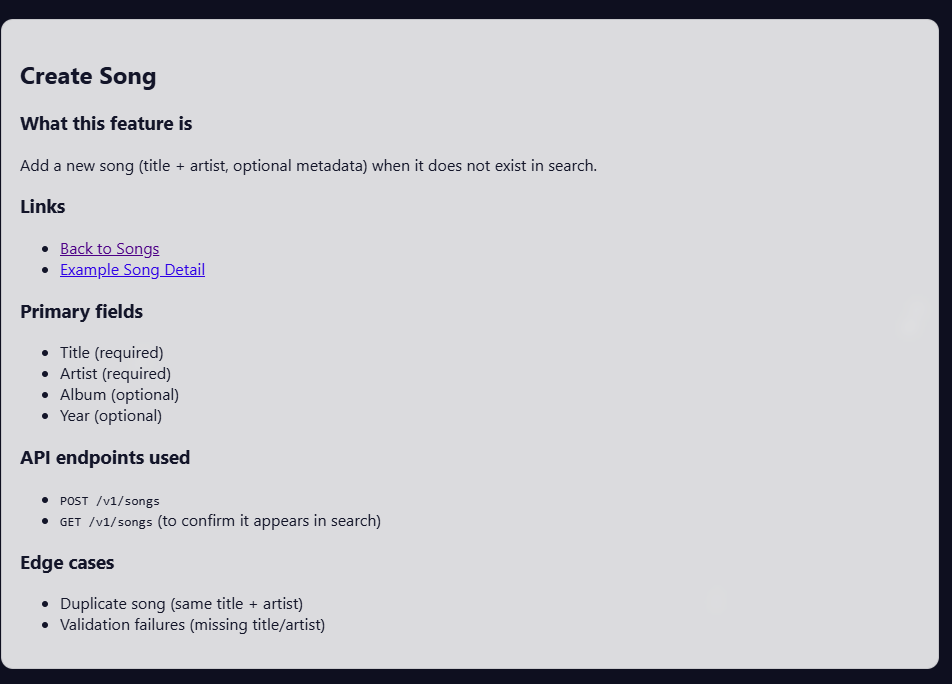 Create Song
What this feature is
Add a new song (title + artist, optional metadata) when it does not exist in search.
Links
Back to Songs
Example Song Detail
Primary fields
Title (required)
Artist (required)
Album (optional)
Year (optional)
API endpoints used
POST /v1/songs
GET /v1/songs (to confirm it appears in search)
Edge cases
Duplicate song (same title + artist)
Validation failures (missing title/artist)